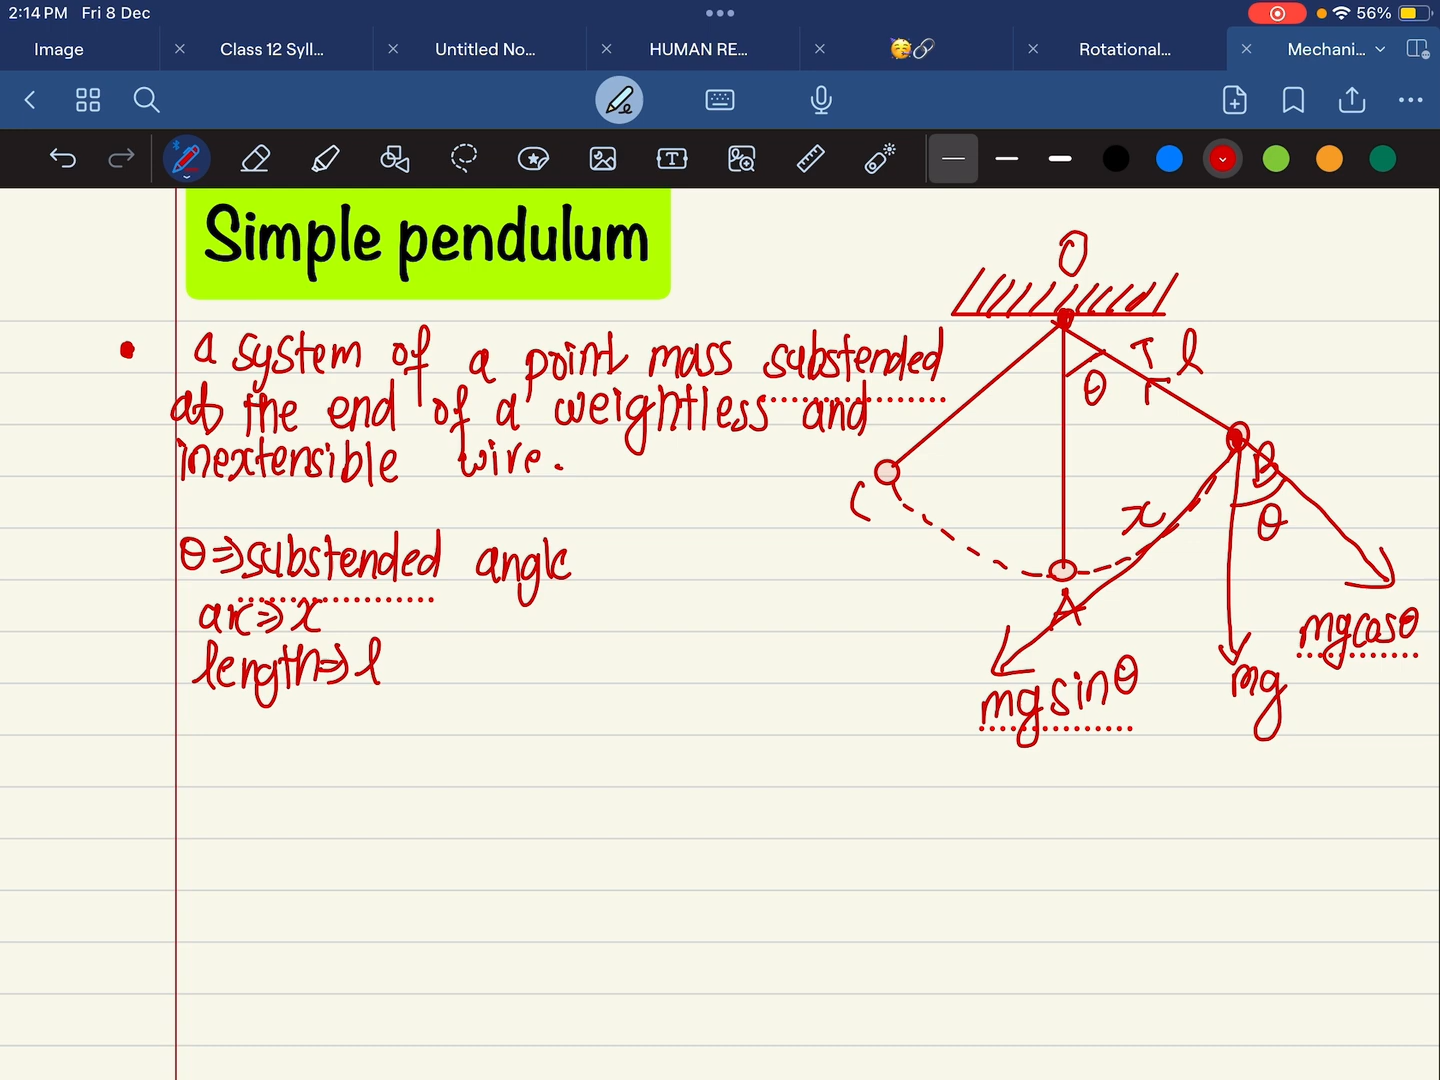 2:14 PM Fri 8 Dec
56%
Image
Class 12 Syll...
Untitled No...
HUMAN RE...
Rotational...
Mechani...
Simple pendulum
O
a system of a point mass substended
at the end of a weightless and
inextensible wire.
θ T l
B
C
x
θ
θ⇒substended angle
A
arc⇒x
length⇒l
mgcosθ
mgsinθ
mg